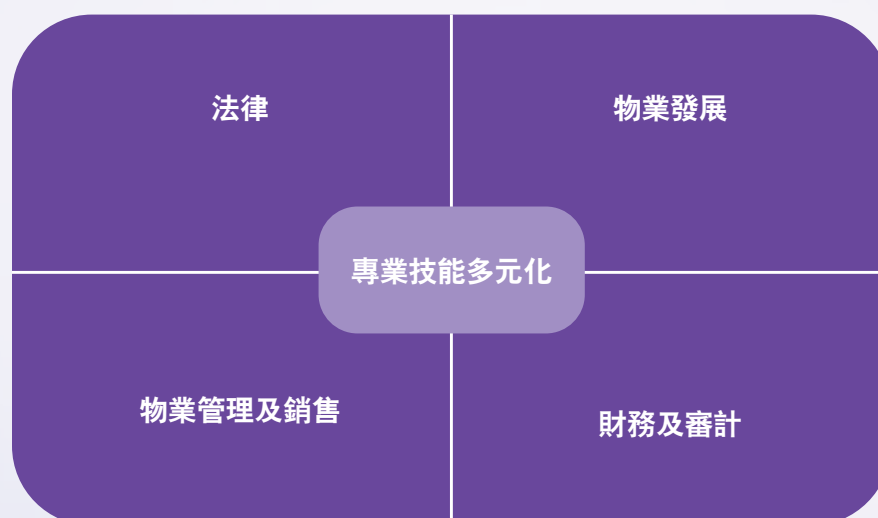 法律
物業發展
專業技能多元化
物業管理及銷售
財務及審計